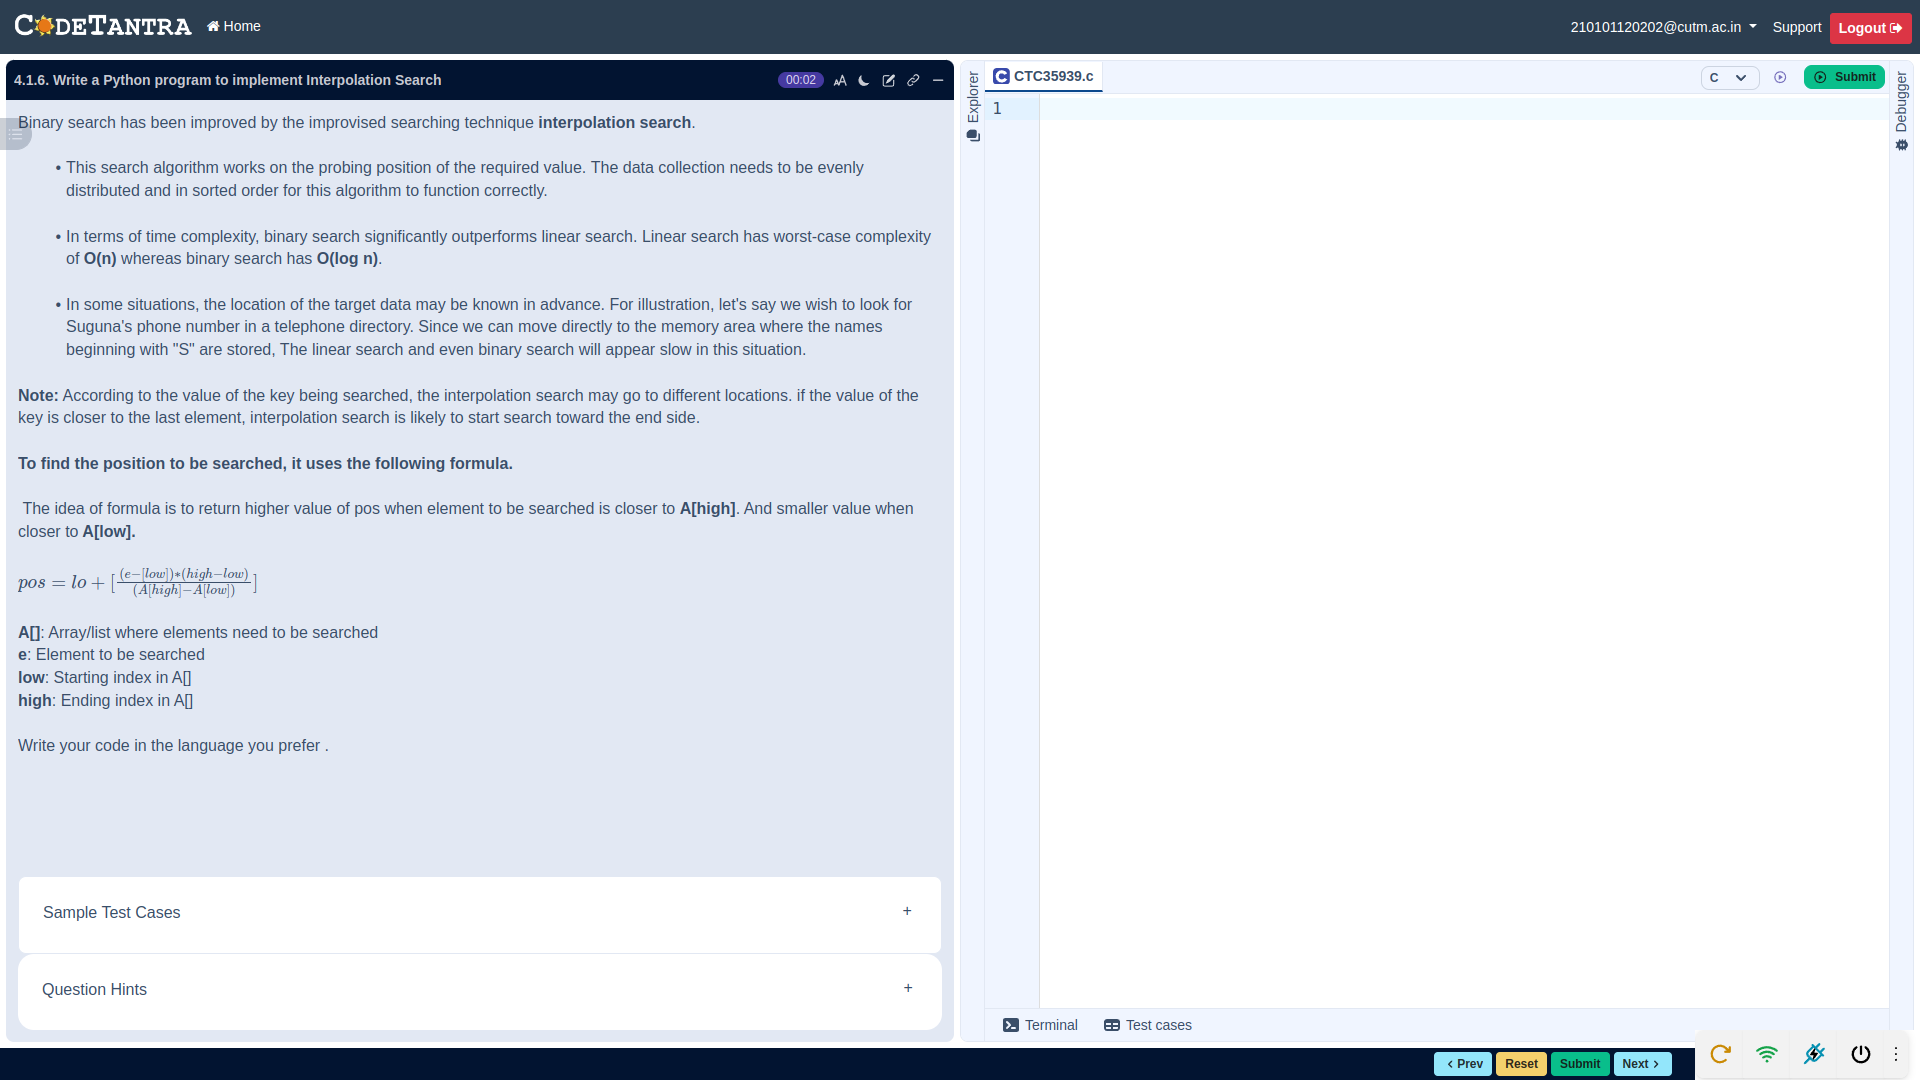 CODETANTRA Home 210101120202@cutm.ac.in Support Logout
4.1.6. Write a Python program to implement Interpolation Search 00:02
Binary search has been improved by the improvised searching technique interpolation search.
• This search algorithm works on the probing position of the required value. The data collection needs to be evenly
distributed and in sorted order for this algorithm to function correctly.
• In terms of time complexity, binary search significantly outperforms linear search. Linear search has worst-case complexity
of O(n) whereas binary search has O(log n).
• In some situations, the location of the target data may be known in advance. For illustration, let's say we wish to look for
Suguna's phone number in a telephone directory. Since we can move directly to the memory area where the names
beginning with "S" are stored, The linear search and even binary search will appear slow in this situation.
Note: According to the value of the key being searched, the interpolation search may go to different locations. if the value of the
key is closer to the last element, interpolation search is likely to start search toward the end side.
To find the position to be searched, it uses the following formula.
The idea of formula is to return higher value of pos when element to be searched is closer to A[high]. And smaller value when
closer to A[low].
pos = lo + [ (e−[low])∗(high−low) / (A[high]−A[low]) ]
A[]: Array/list where elements need to be searched
e: Element to be searched
low: Starting index in A[]
high: Ending index in A[]
Write your code in the language you prefer .
Sample Test Cases +
Question Hints +
Explorer
CTC35939.c C Submit
1
Debugger
Terminal Test cases
Prev Reset Submit Next